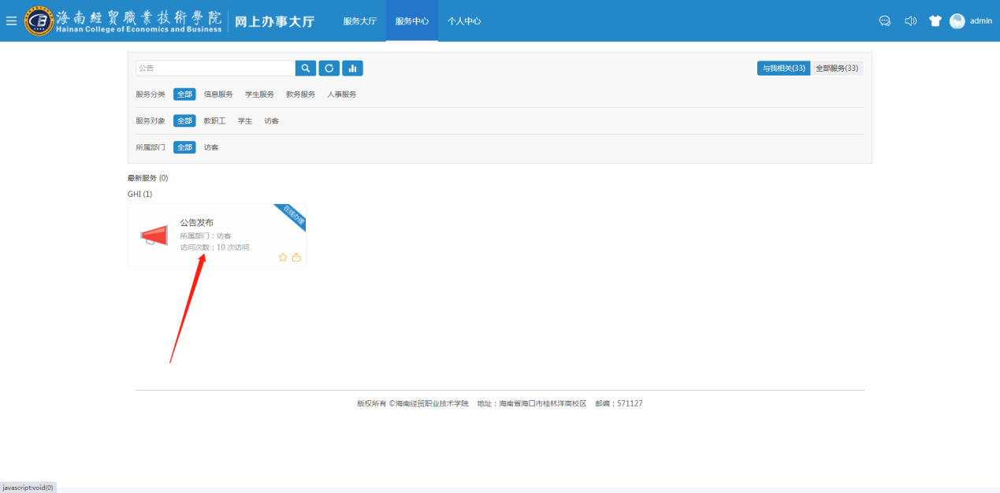 海南經貿職業技術學院
Hainan College of Economics and Business
网上办事大厅 服务大厅 服务中心 个人中心 admin
公告 与我相关(33) 全部服务(33)
服务分类 全部 信息服务 学生服务 教务服务 人事服务
服务对象 全部 教职工 学生 访客
所属部门 全部 访客
最新服务 (0)
GHI (1)
在线办理
公告发布
所属部门：访客
访问次数：10 次访问
版权所有 ©海南经贸职业技术学院 地址：海南省海口市桂林洋高校区 邮编：571127
javascript:void(0)